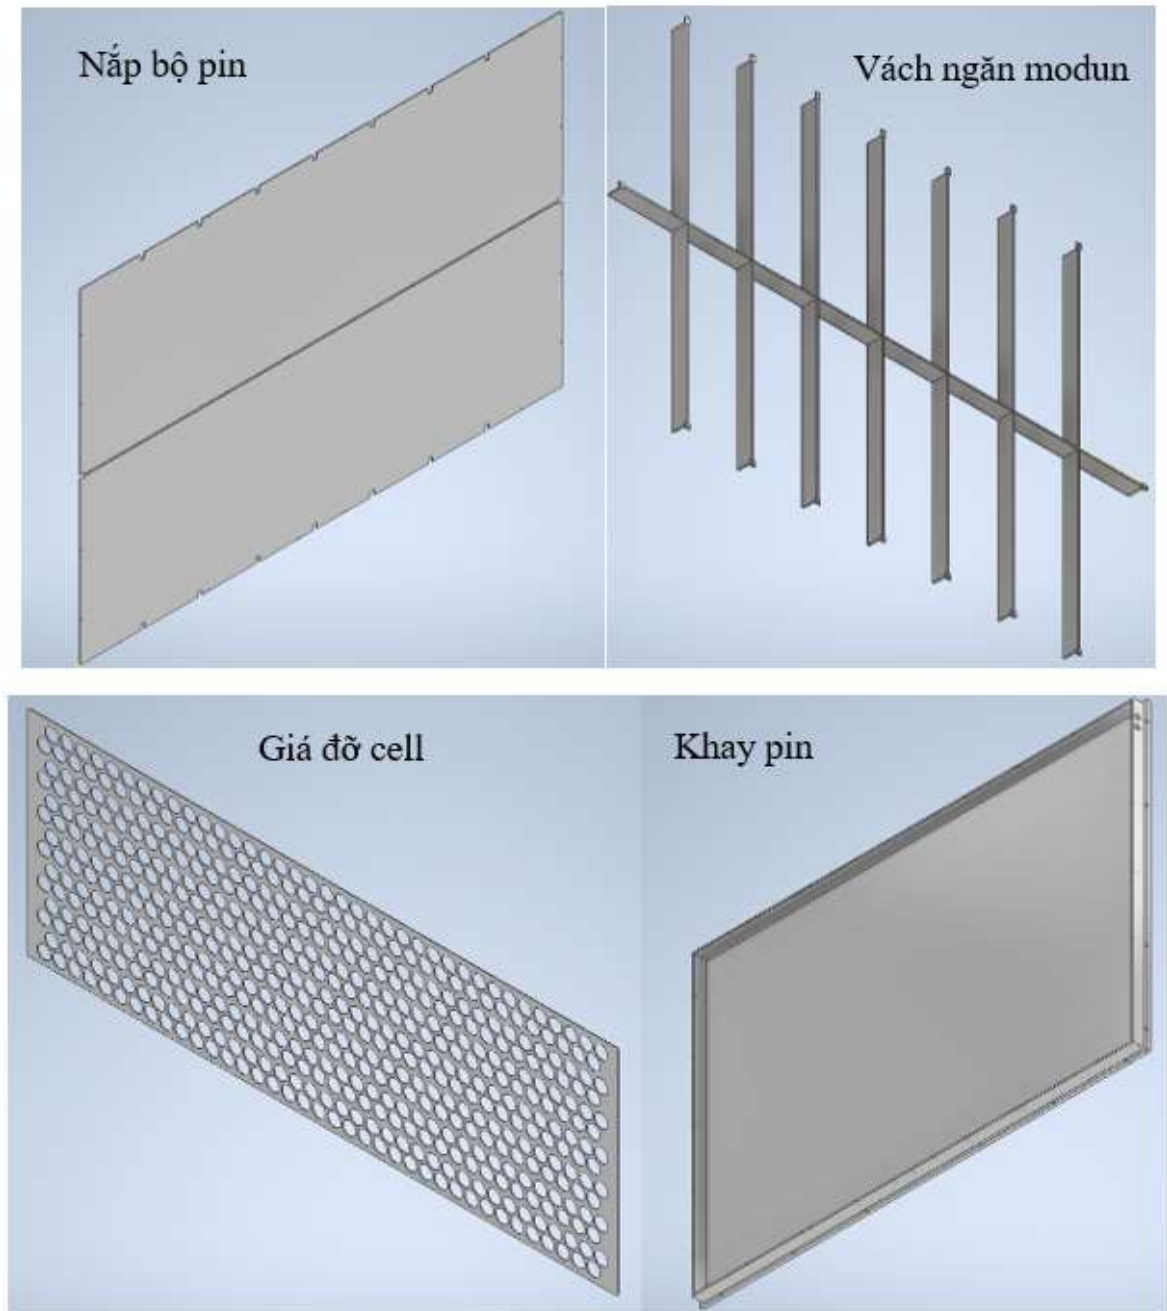 Nắp bộ pin
Vách ngăn modun
Giá đỡ cell
Khay pin